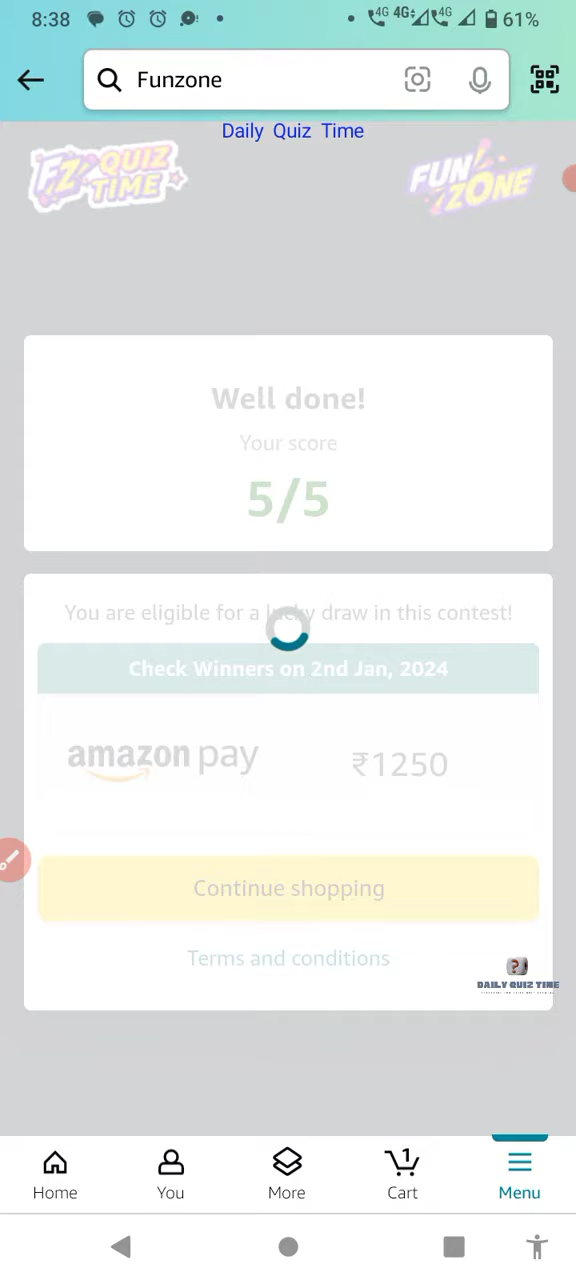 8:38
4G 4G 4G 61%
Funzone
Daily Quiz Time
FZ QUIZ TIME
FUN ZONE
Well done!
Your score
5/5
You are eligible for a lucky draw in this contest!
Check Winners on 2nd Jan, 2024
amazon pay ₹1250
Continue shopping
Terms and conditions
?
DAILY QUIZ TIME
1
Home You More Cart Menu